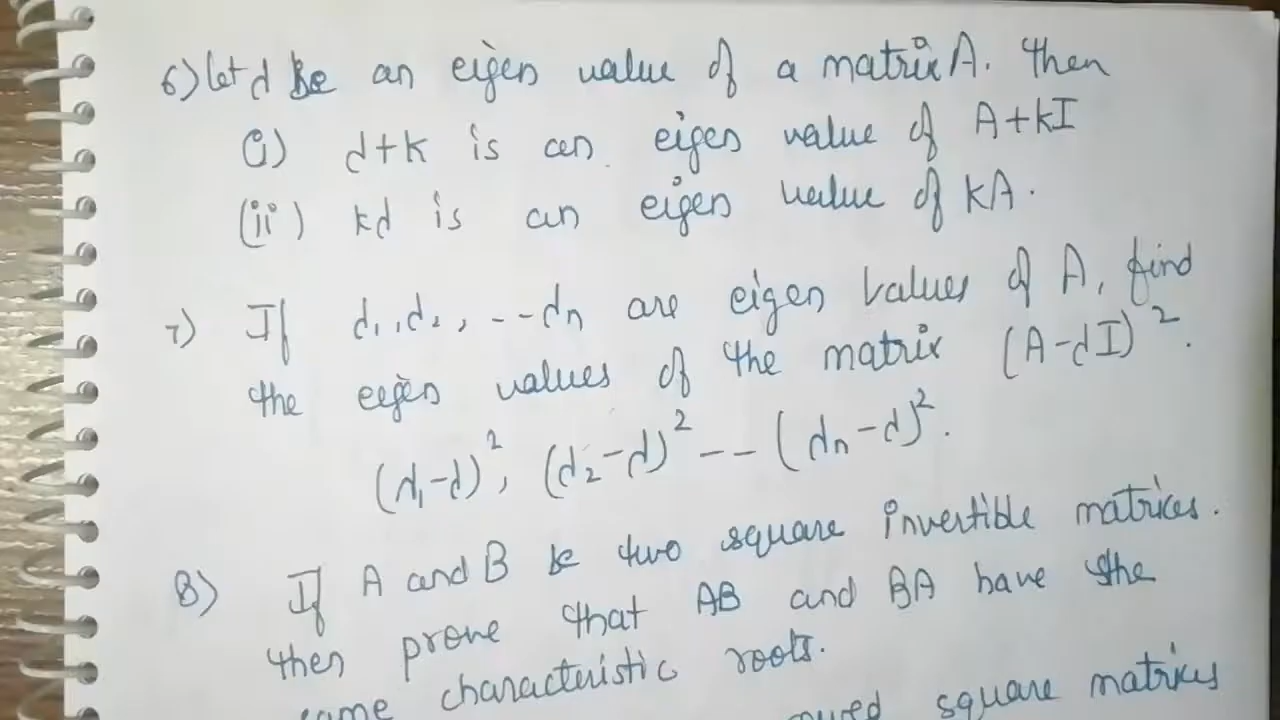 6) Let d be an eigen value of a matrix A. Then
(i) d+k is an eigen value of A+kI
(ii) kd is an eigen value of kA.
7) If d₁, d₂, ---dn are eigen values of A, find
the eigen values of the matrix (A-dI)².
(d₁-d)², (d₂-d)² -- (dn-d)².
8) If A and B be two square invertible matrices.
then prove that AB and BA have the
same characteristic roots.
square matrices